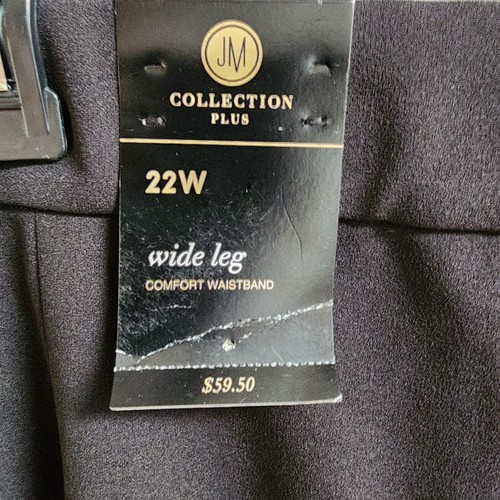 JM
COLLECTION
PLUS
22W
wide leg
COMFORT WAISTBAND
$59.50